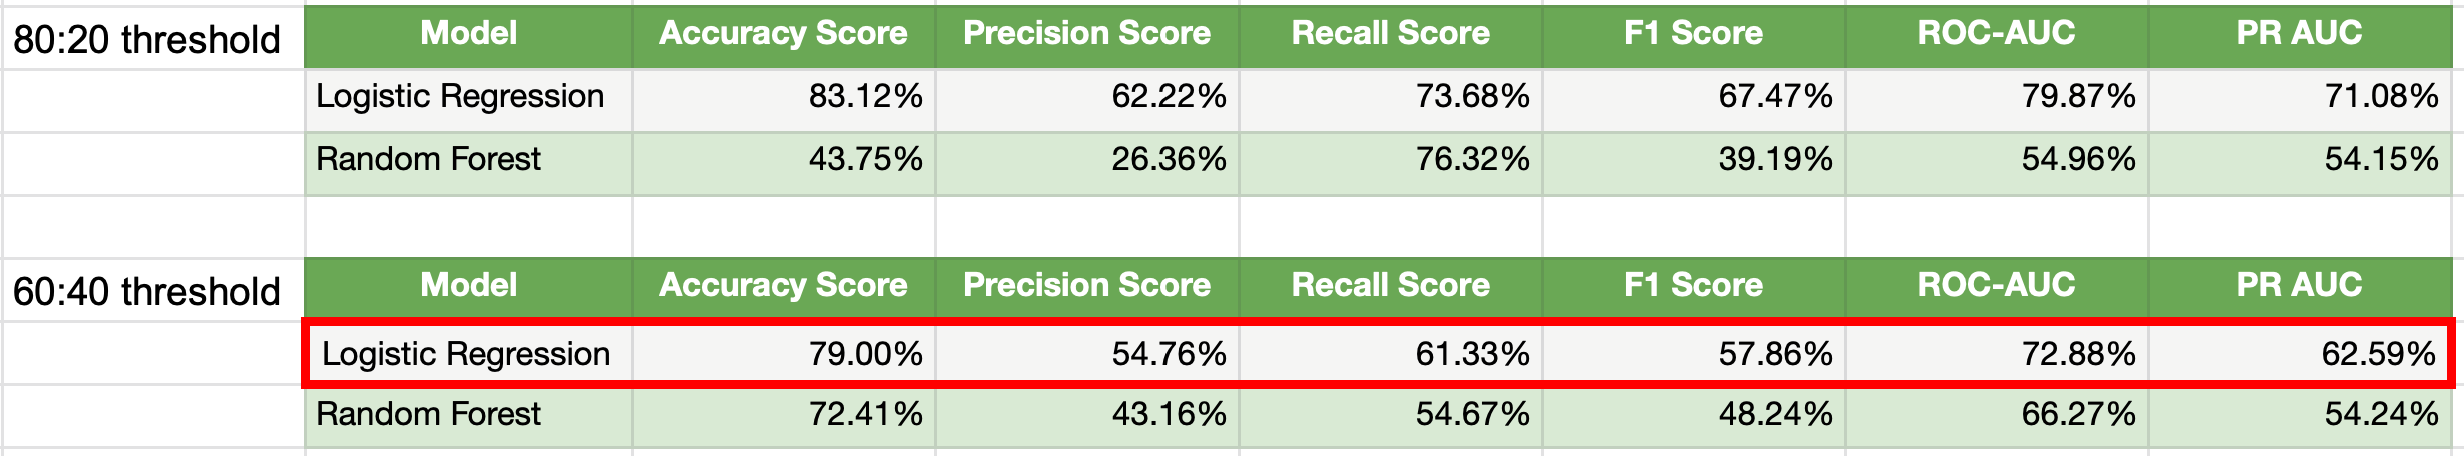 80:20 threshold Model Accuracy Score Precision Score Recall Score F1 Score ROC-AUC PR AUC
Logistic Regression 83.12% 62.22% 73.68% 67.47% 79.87% 71.08%
Random Forest 43.75% 26.36% 76.32% 39.19% 54.96% 54.15%
60:40 threshold Model Accuracy Score Precision Score Recall Score F1 Score ROC-AUC PR AUC
Logistic Regression 79.00% 54.76% 61.33% 57.86% 72.88% 62.59%
Random Forest 72.41% 43.16% 54.67% 48.24% 66.27% 54.24%